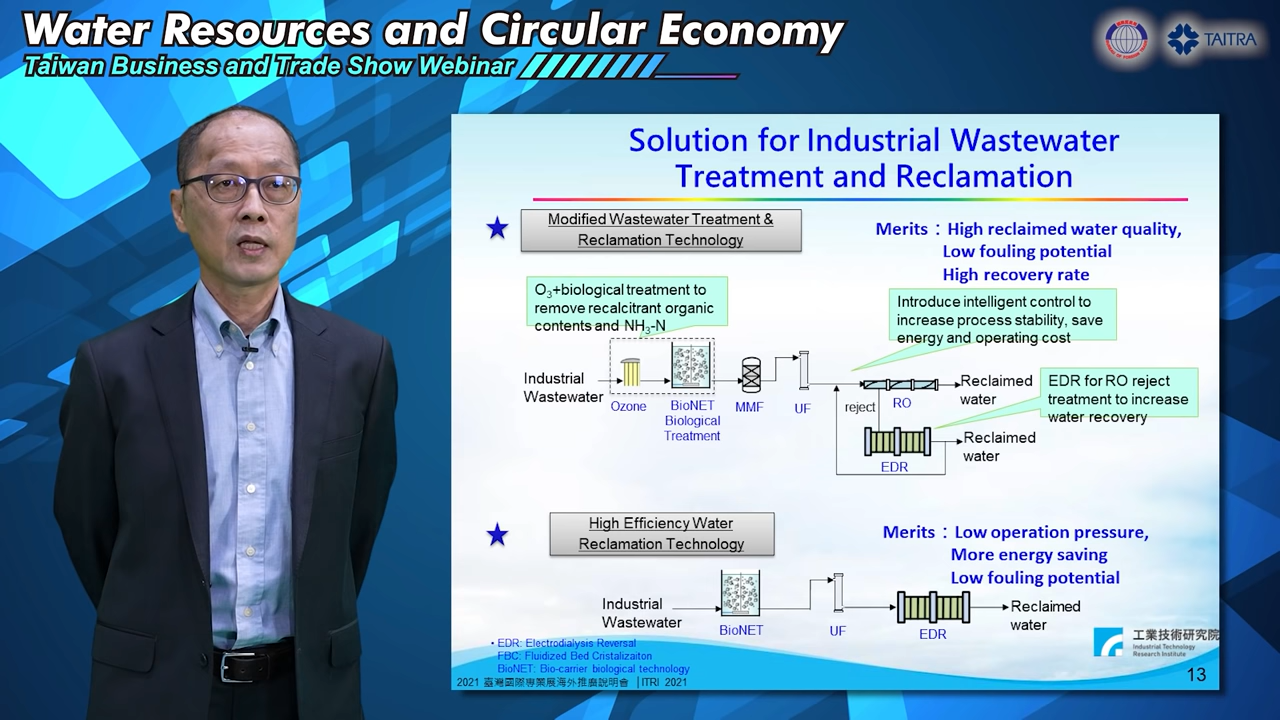 Water Resources and Circular Economy
Taiwan Business and Trade Show Webinar
TAITRA
Solution for Industrial Wastewater
Treatment and Reclamation
Modified Wastewater Treatment &
Reclamation Technology
Merits：High reclaimed water quality,
Low fouling potential
High recovery rate
O3+biological treatment to
remove recalcitrant organic
contents and NH3-N
Introduce intelligent control to
increase process stability, save
energy and operating cost
Industrial
Wastewater
Ozone
BioNET
Biological
Treatment
MMF
UF
reject
RO
Reclaimed
water
EDR for RO reject
treatment to increase
water recovery
EDR
Reclaimed
water
High Efficiency Water
Reclamation Technology
Merits：Low operation pressure,
More energy saving
Low fouling potential
Industrial
Wastewater
BioNET
UF
EDR
Reclaimed
water
• EDR: Electrodialysis Reversal
FBC: Fluidized Bed Cristalizaiton
BioNET: Bio-carrier biological technology
工業技術研究院
Industrial Technology
Research Institute
2021 臺灣國際專業展海外推廣說明會 | ITRI 2021
13